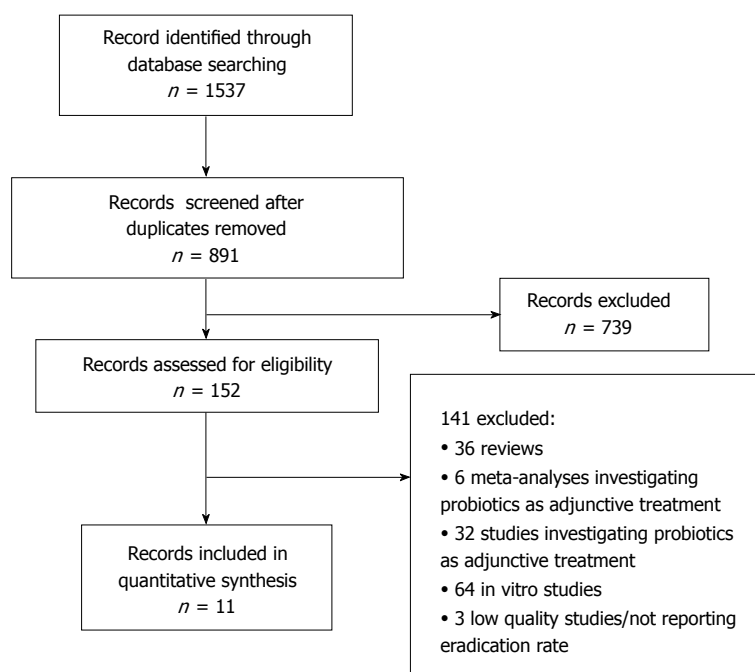 Record identified through
database searching
n = 1537
Records screened after
duplicates removed
n = 891
Records excluded
n = 739
Records assessed for eligibility
n = 152
141 excluded:
• 36 reviews
• 6 meta-analyses investigating
probiotics as adjunctive treatment
• 32 studies investigating probiotics
as adjunctive treatment
• 64 in vitro studies
• 3 low quality studies/not reporting
eradication rate
Records included in
quantitative synthesis
n = 11